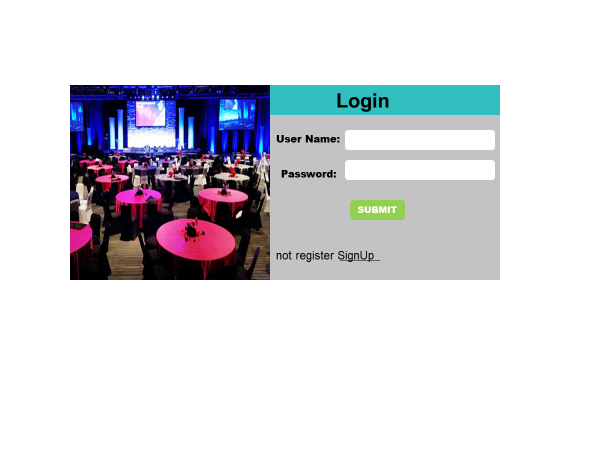 Login
User Name:
Password:
SUBMIT
not register SignUp